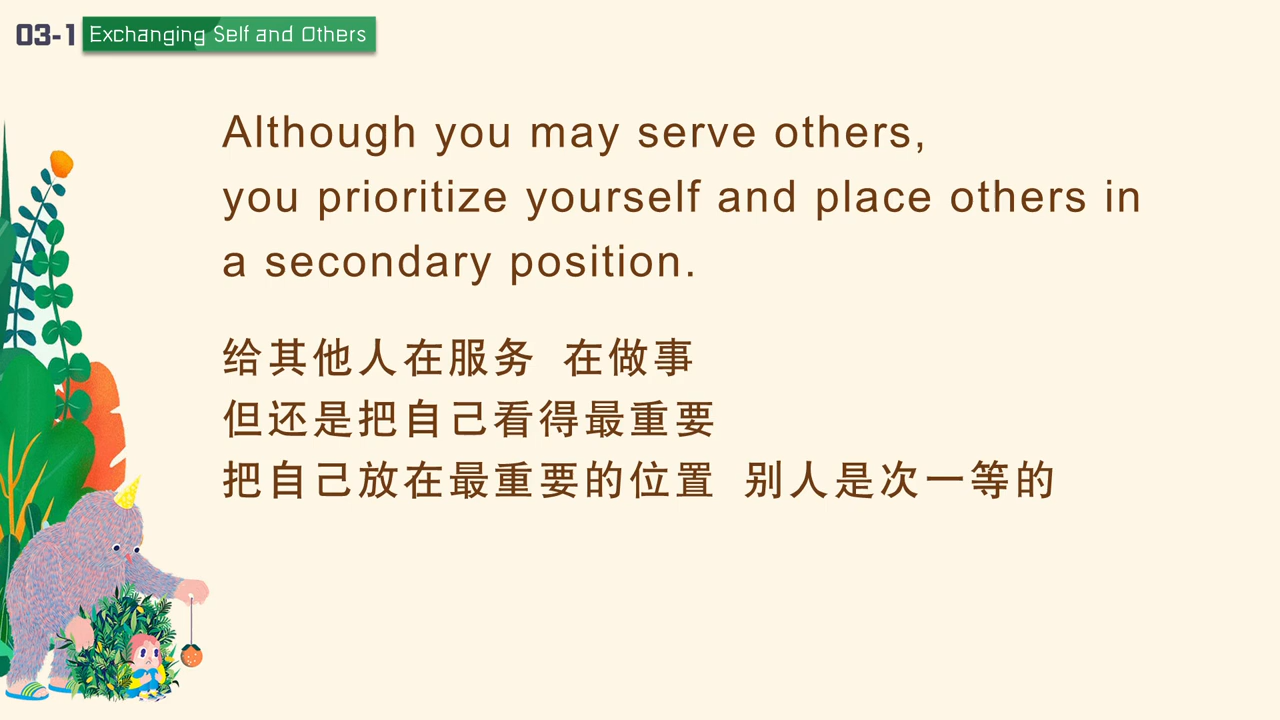 03-1 Exchanging Self and Others
Although you may serve others,
you prioritize yourself and place others in
a secondary position.
给其他人在服务 在做事
但还是把自己看得最重要
把自己放在最重要的位置 别人是次一等的